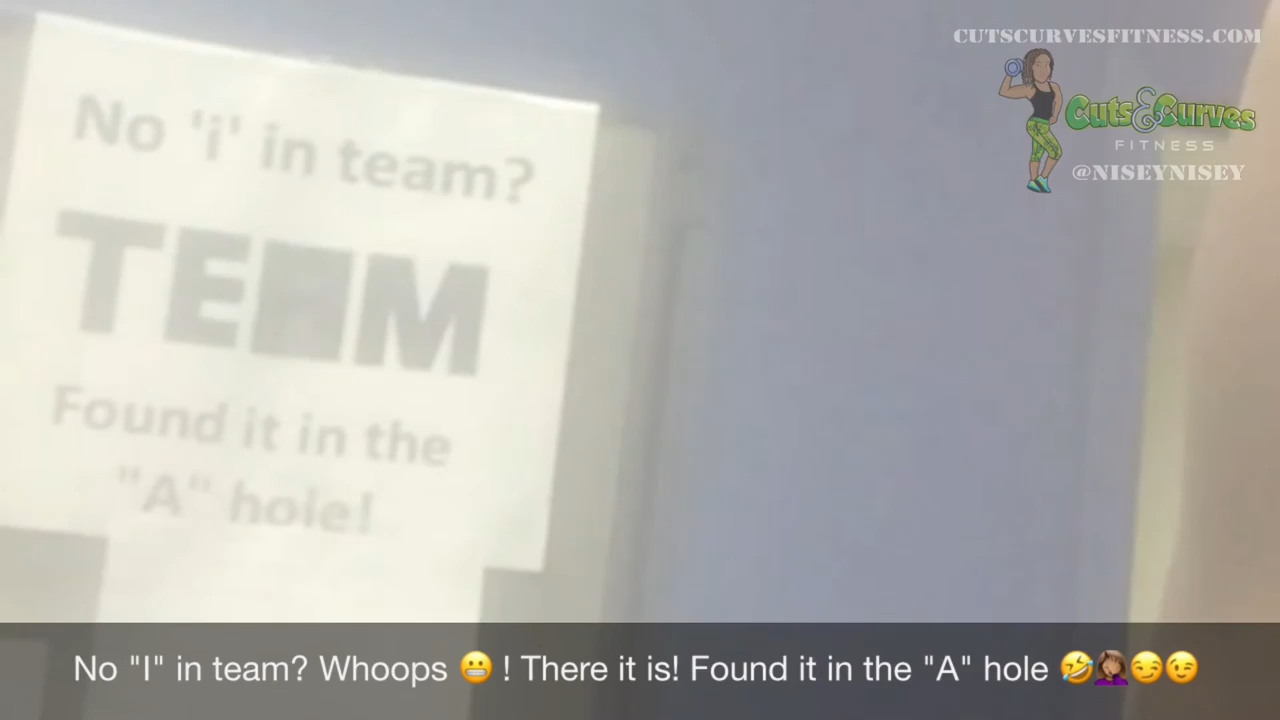 CUTSCURVESFITNESS.COM
Cuts&Curves
FITNESS
@NISEYNISEY
No 'i' in team?
TEAM
Found it in the
"A" hole!
No "I" in team? Whoops 😬 ! There it is! Found it in the "A" hole 🤣🤦🏾‍♀️😏😉